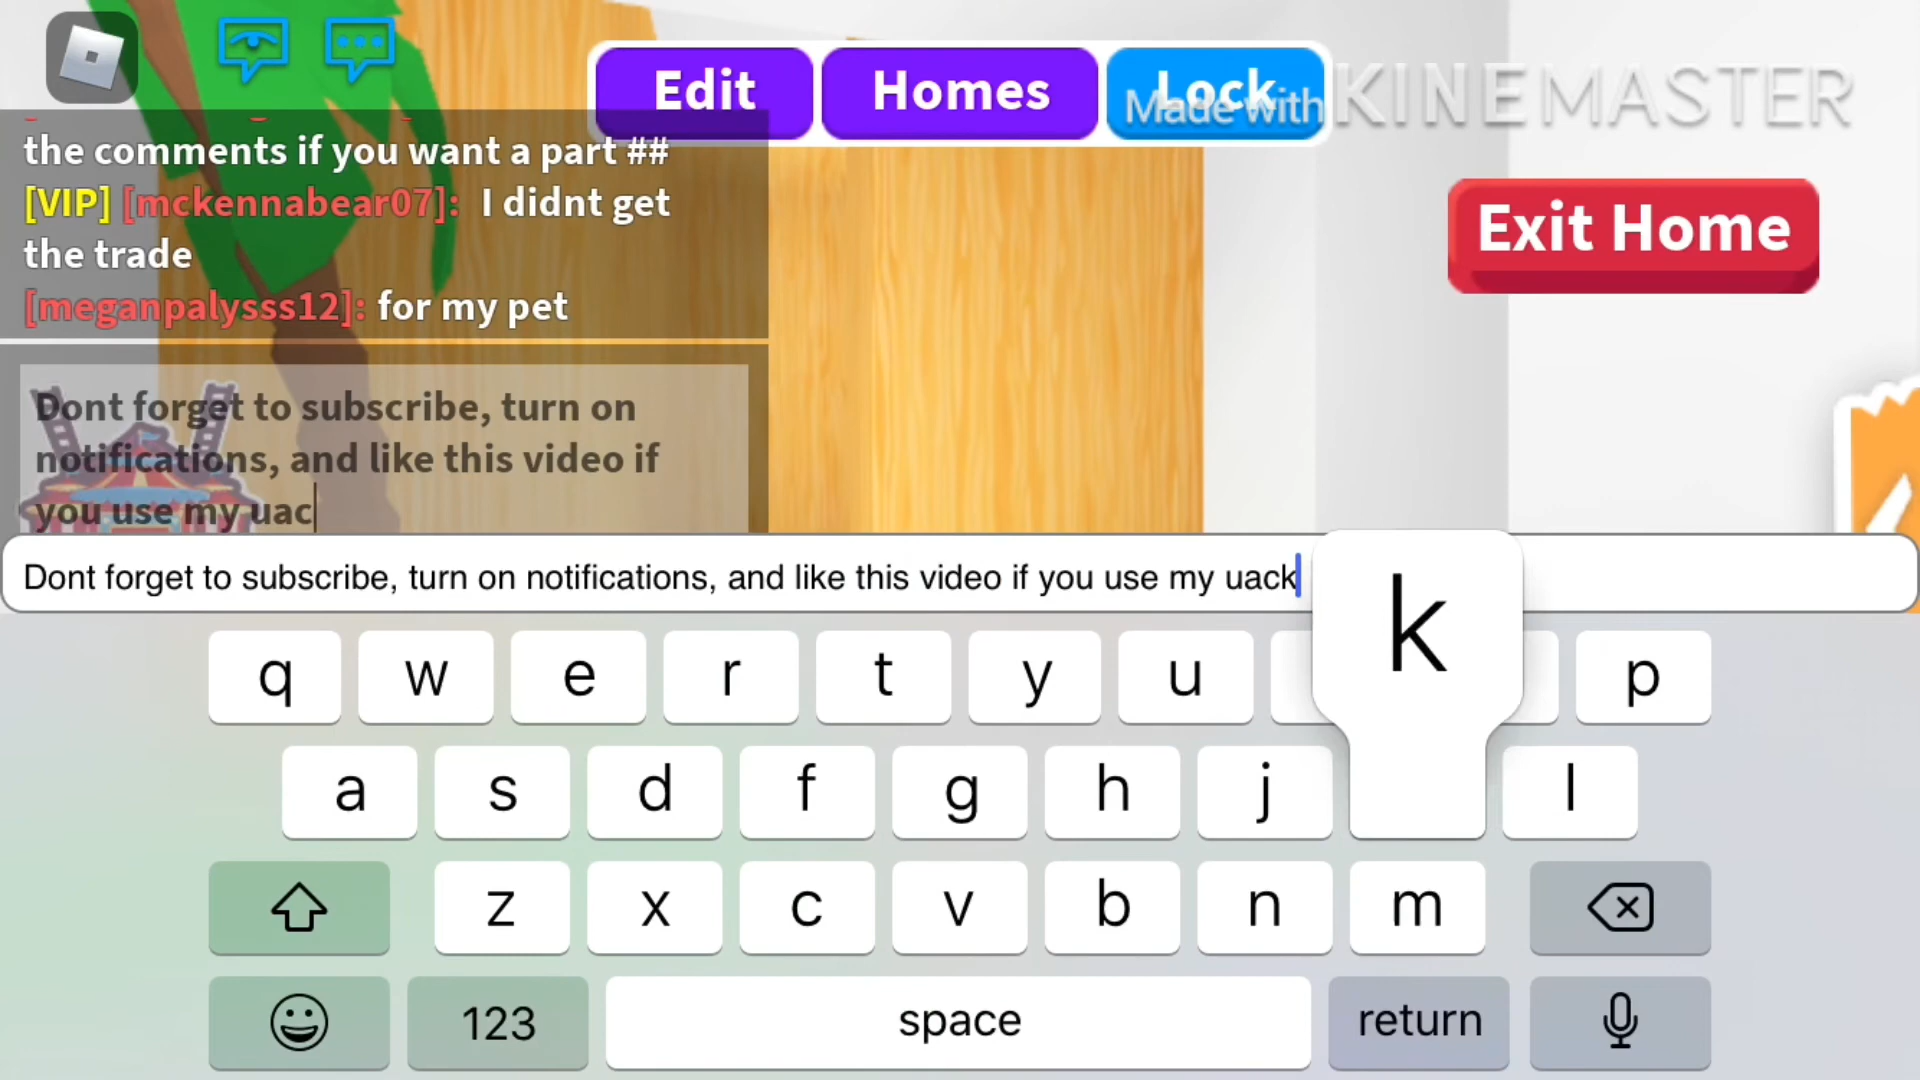 Edit Homes Lock
Made with KINEMASTER
the comments if you want a part ##
[VIP] [mckennabear07]: I didnt get
the trade
[meganpalysss12]: for my pet
Exit Home
Dont forget to subscribe, turn on
notifications, and like this video if
you use my uac
Dont forget to subscribe, turn on notifications, and like this video if you use my uack
k
q w e r t y u p
a s d f g h j l
z x c v b n m
123 space return